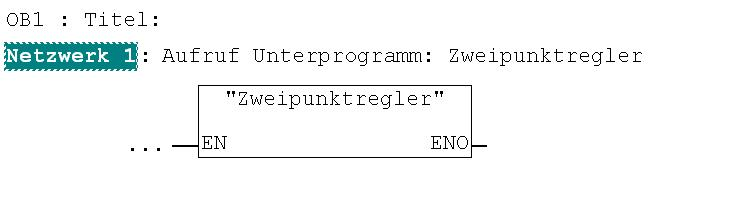 OB1 : Titel:
Netzwerk 1: Aufruf Unterprogramm: Zweipunktregler
"Zweipunktregler"
... EN ENO